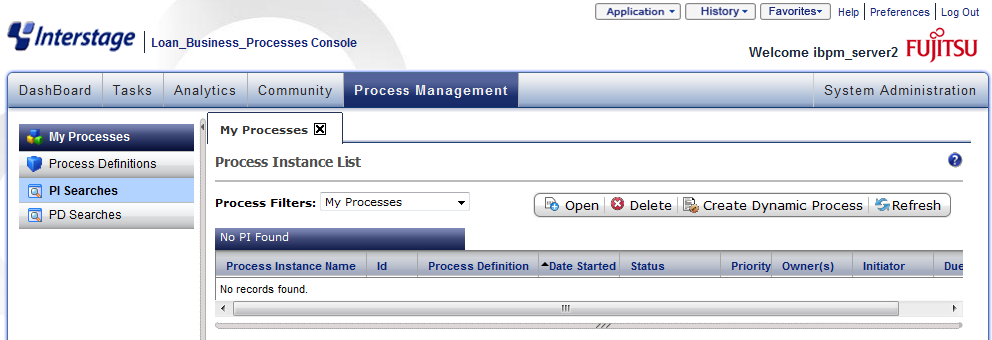 Application History Favorites Help Preferences Log Out
Interstage Loan_Business_Processes Console
Welcome ibpm_server2 FUJITSU
DashBoard Tasks Analytics Community Process Management System Administration
My Processes
Process Definitions
PI Searches
PD Searches
My Processes
Process Instance List
Process Filters: My Processes Open Delete Create Dynamic Process Refresh
No PI Found
Process Instance Name Id Process Definition Date Started Status Priority Owner(s) Initiator Due
No records found.